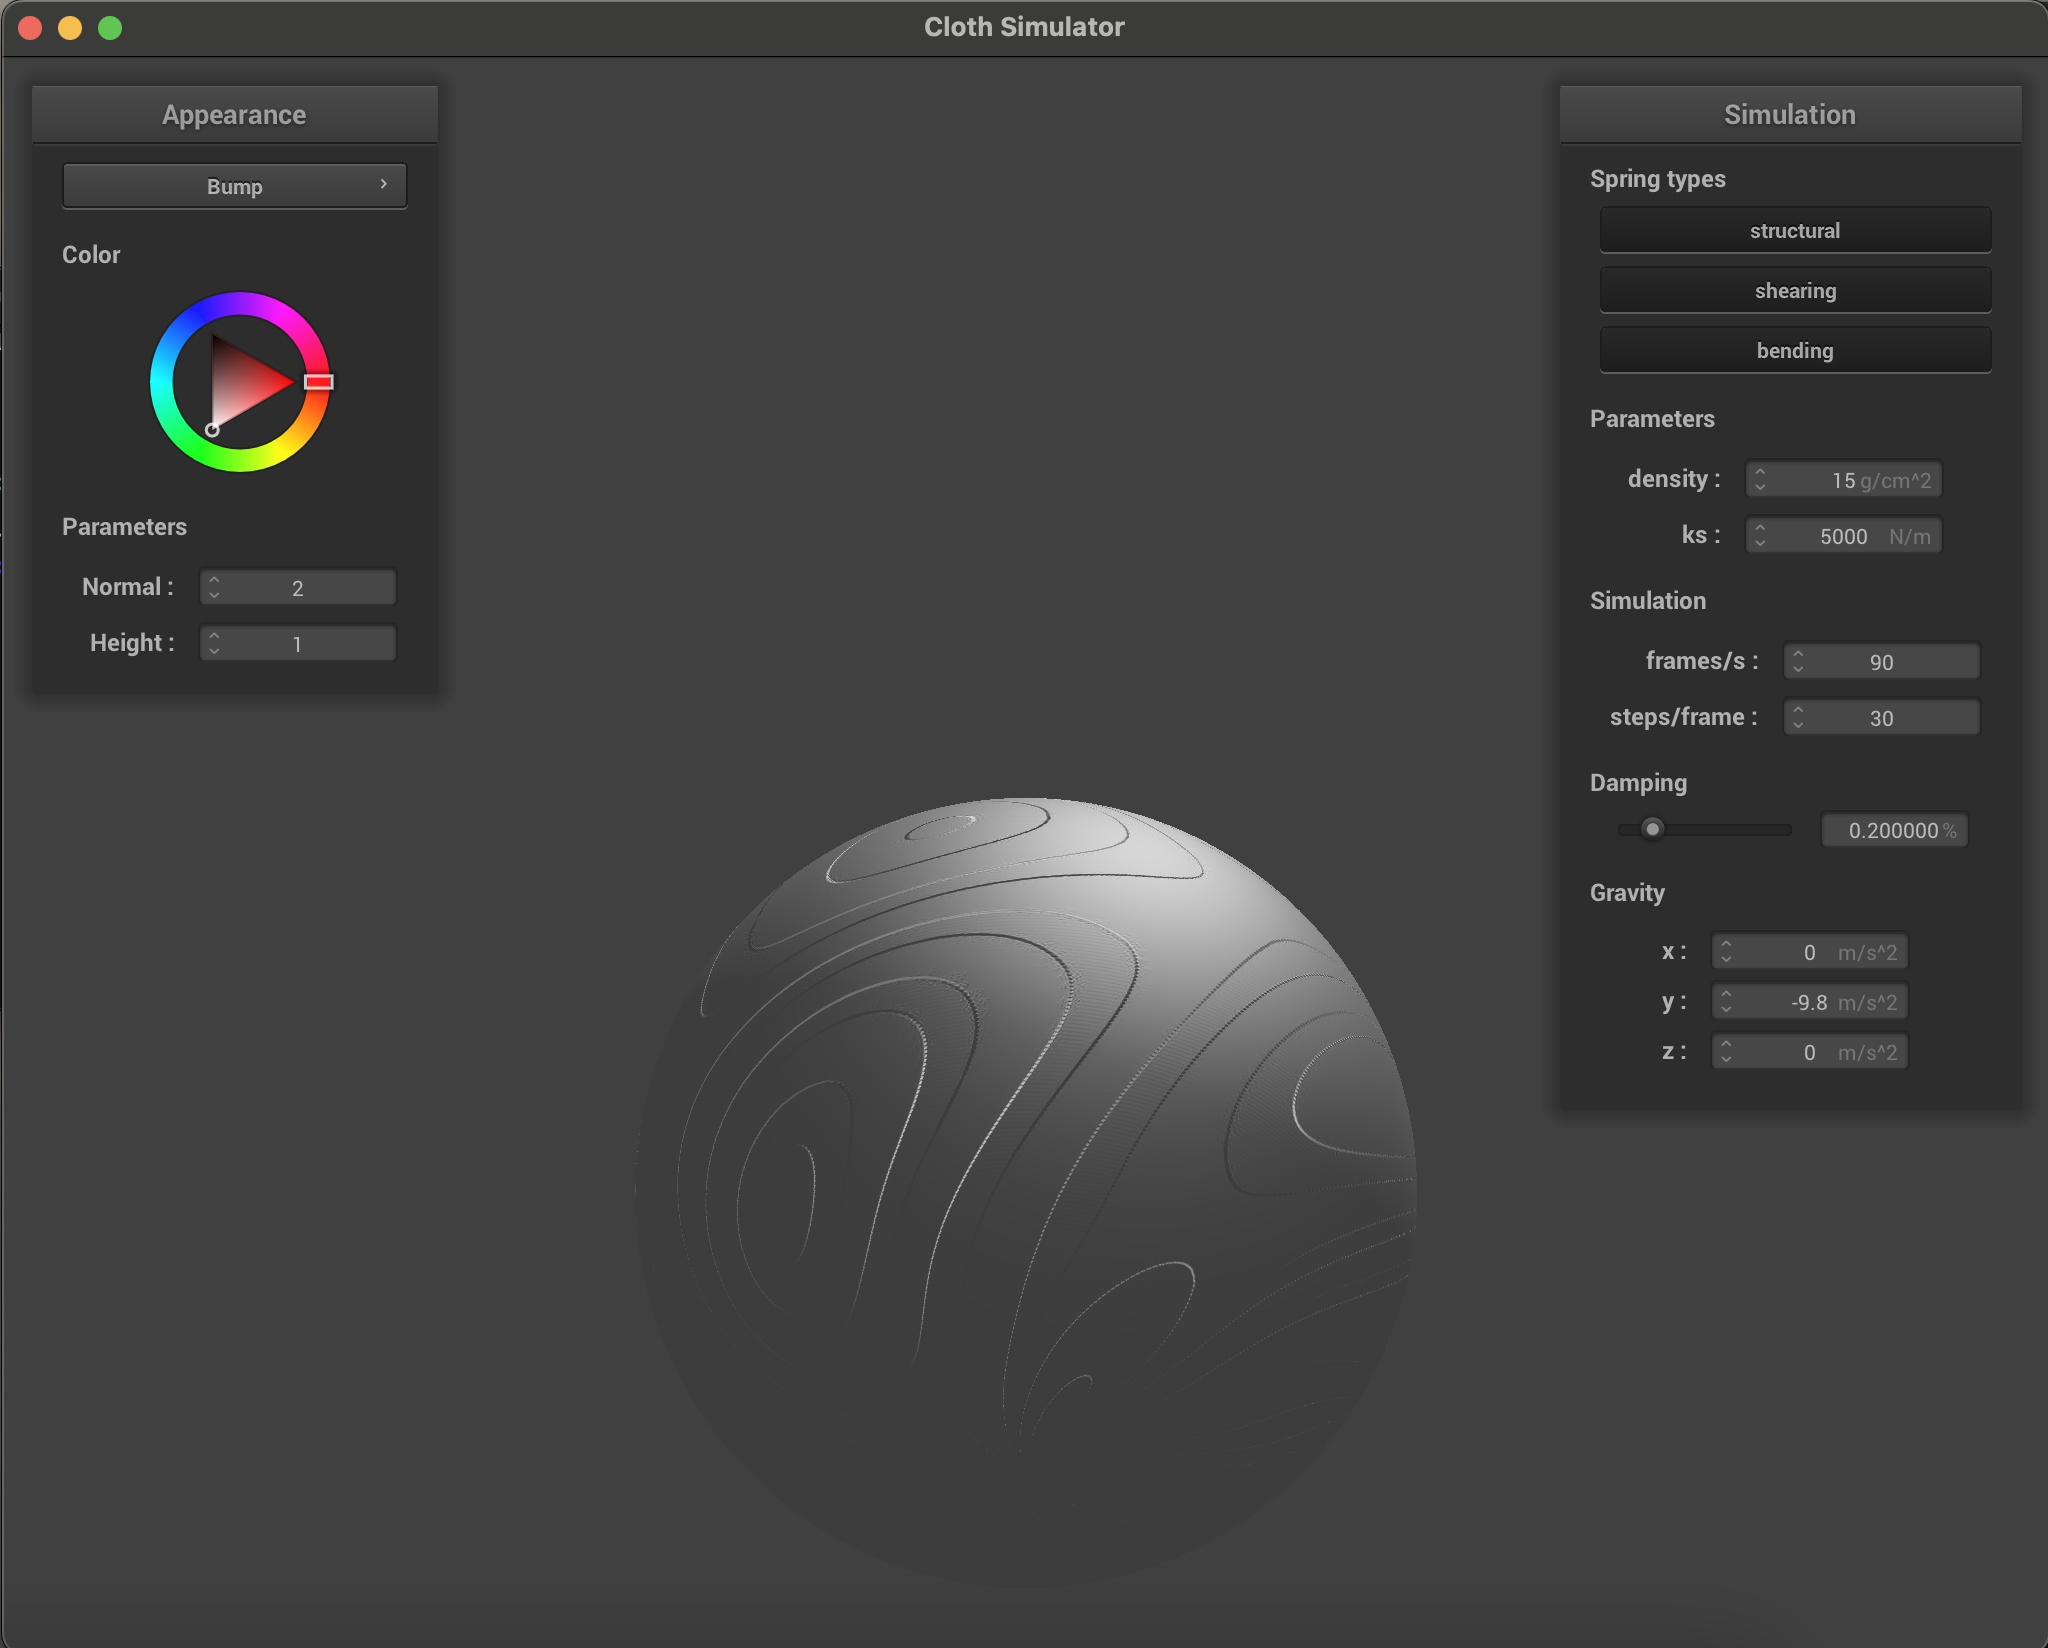 Cloth Simulator
Appearance
Bump
Color
Parameters
Normal : 2
Height : 1
Simulation
Spring types
structural
shearing
bending
Parameters
density : 15 g/cm^2
ks : 5000 N/m
Simulation
frames/s : 90
steps/frame : 30
Damping
0.200000 %
Gravity
x : 0 m/s^2
y : -9.8 m/s^2
z : 0 m/s^2